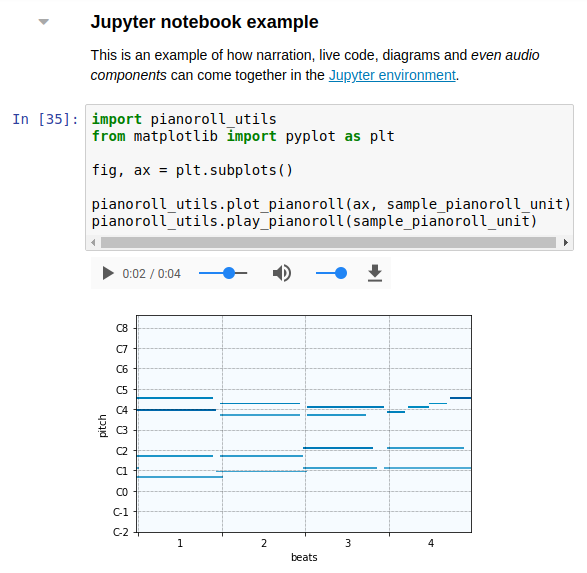 Jupyter notebook example
This is an example of how narration, live code, diagrams and even audio
components can come together in the Jupyter environment.
In [35]:
import pianoroll_utils
from matplotlib import pyplot as plt
fig, ax = plt.subplots()
pianoroll_utils.plot_pianoroll(ax, sample_pianoroll_unit)
pianoroll_utils.play_pianoroll(sample_pianoroll_unit)
0:02 / 0:04
C8
C7
C6
C5
C4
C3
C2
C1
C0
C-1
C-2
pitch
1 2 3 4
beats